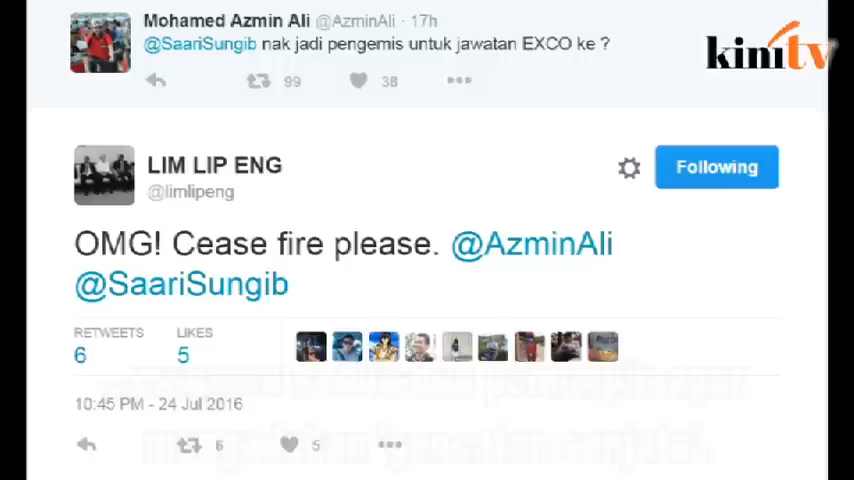 Mohamed Azmin Ali @AzminAli · 17h
@SaariSungib nak jadi pengemis untuk jawatan EXCO ke ?
99 38
kinitv
LIM LIP ENG
@limlipeng
Following
OMG! Cease fire please. @AzminAli
@SaariSungib
RETWEETS LIKES
6 5
10:45 PM - 24 Jul 2016
6 5